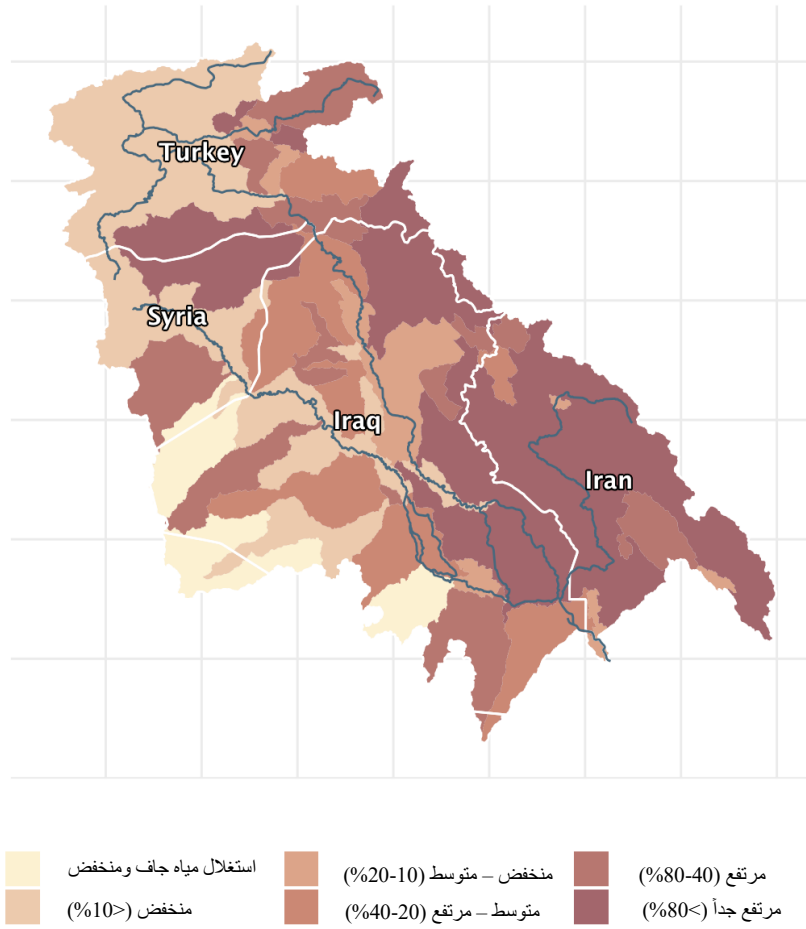 Turkey
Syria
Iraq
Iran
مرتفع (40-80%)
منخفض – متوسط (10-20%)
استغلال مياه جاف ومنخفض
مرتفع جداً (>80%)
متوسط – مرتفع (20-40%)
منخفض (<10%)